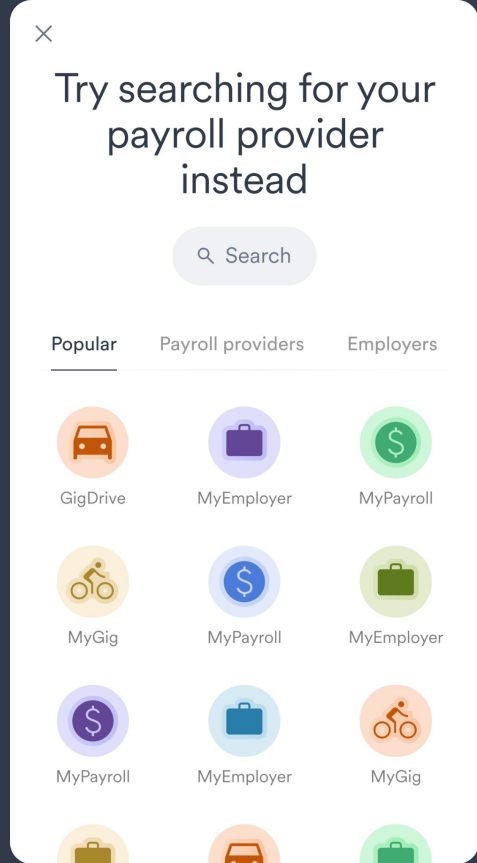 Try searching for your
payroll provider
instead
Search
Popular Payroll providers Employers
GigDrive MyEmployer MyPayroll
MyGig MyPayroll MyEmployer
MyPayroll MyEmployer MyGig